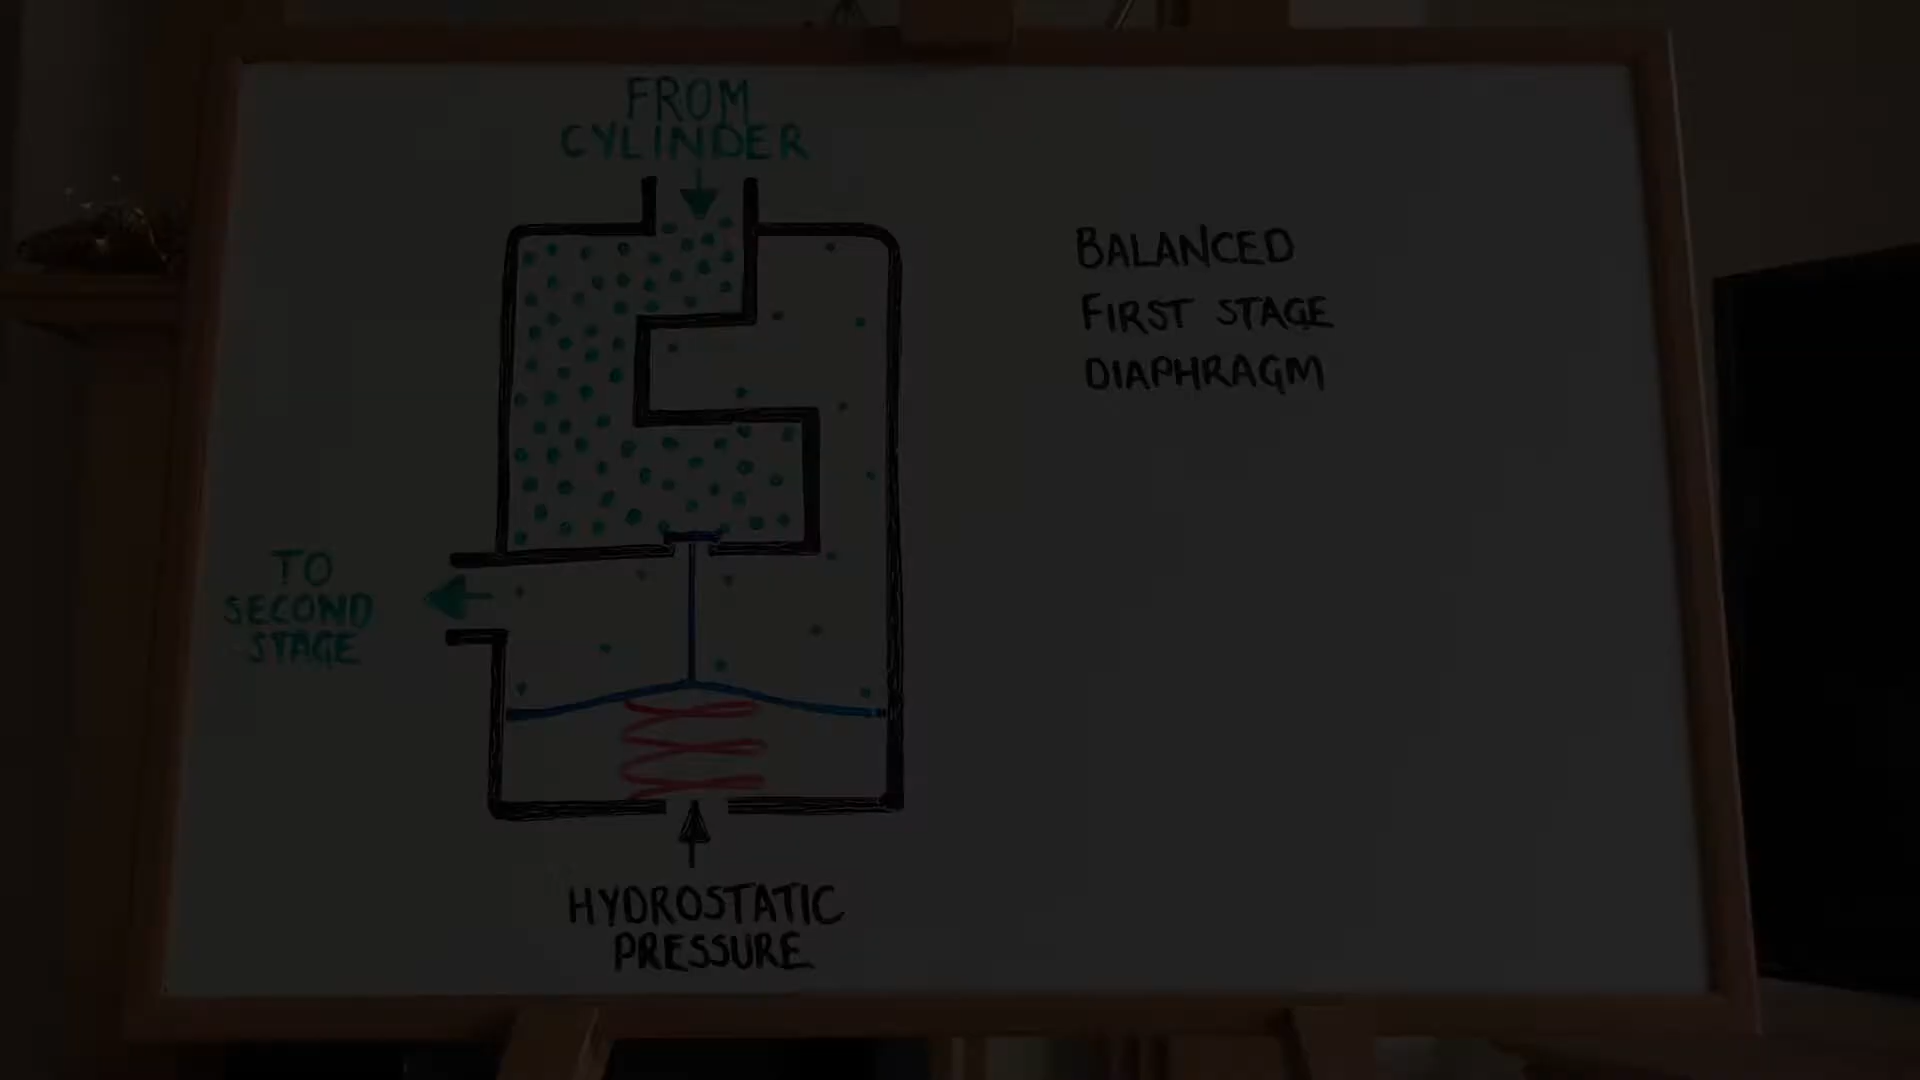 FROM
CYLINDER
BALANCED
FIRST STAGE
DIAPHRAGM
TO
SECOND
STAGE
HYDROSTATIC
PRESSURE